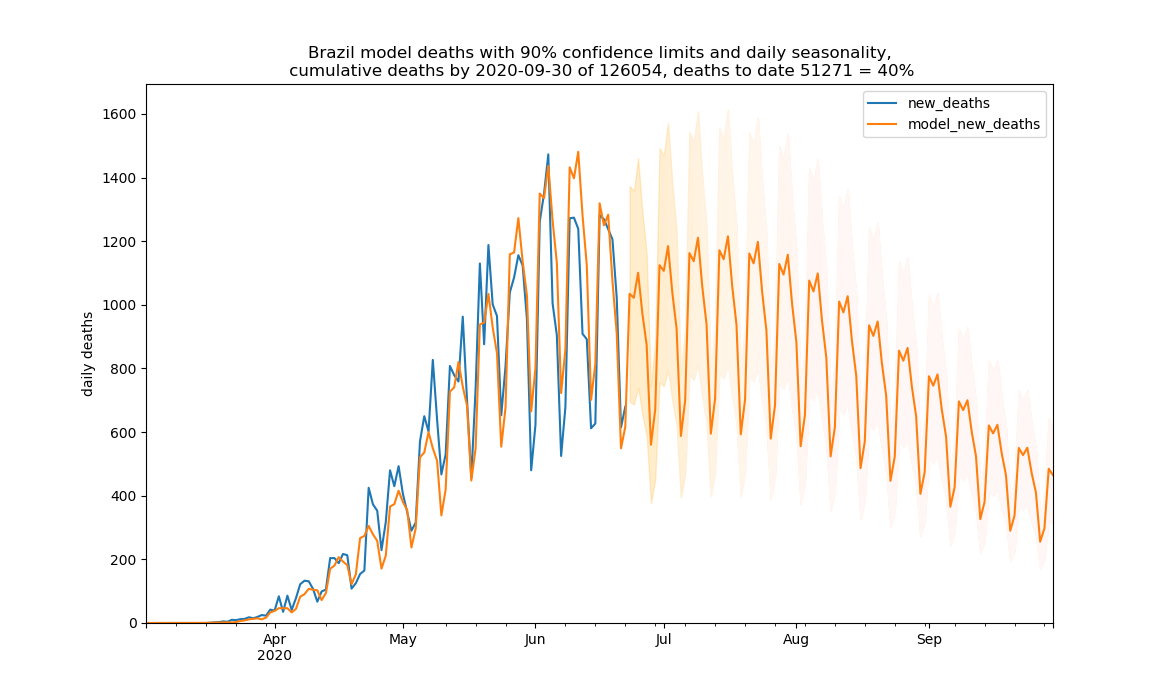 Brazil model deaths with 90% confidence limits and daily seasonality,
cumulative deaths by 2020-09-30 of 126054, deaths to date 51271 = 40%
new_deaths
model_new_deaths
daily deaths
1600
1400
1200
1000
800
600
400
200
0
Apr
2020
May
Jun
Jul
Aug
Sep